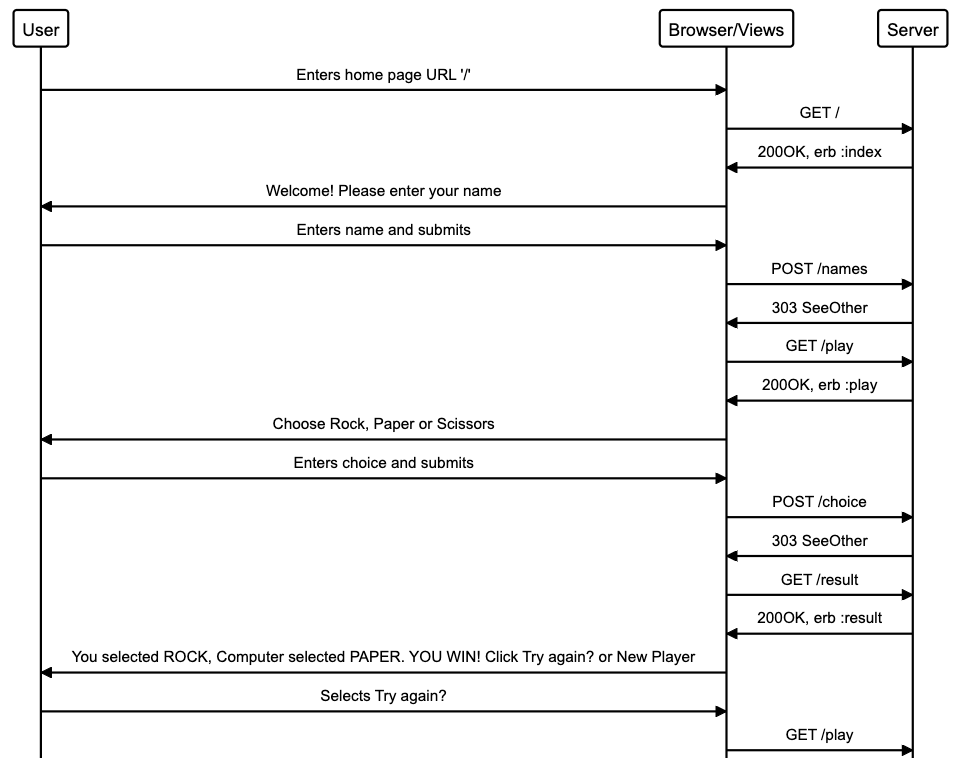 User
Browser/Views
Server
Enters home page URL '/'
GET /
200OK, erb :index
Welcome! Please enter your name
Enters name and submits
POST /names
303 SeeOther
GET /play
200OK, erb :play
Choose Rock, Paper or Scissors
Enters choice and submits
POST /choice
303 SeeOther
GET /result
200OK, erb :result
You selected ROCK, Computer selected PAPER. YOU WIN! Click Try again? or New Player
Selects Try again?
GET /play